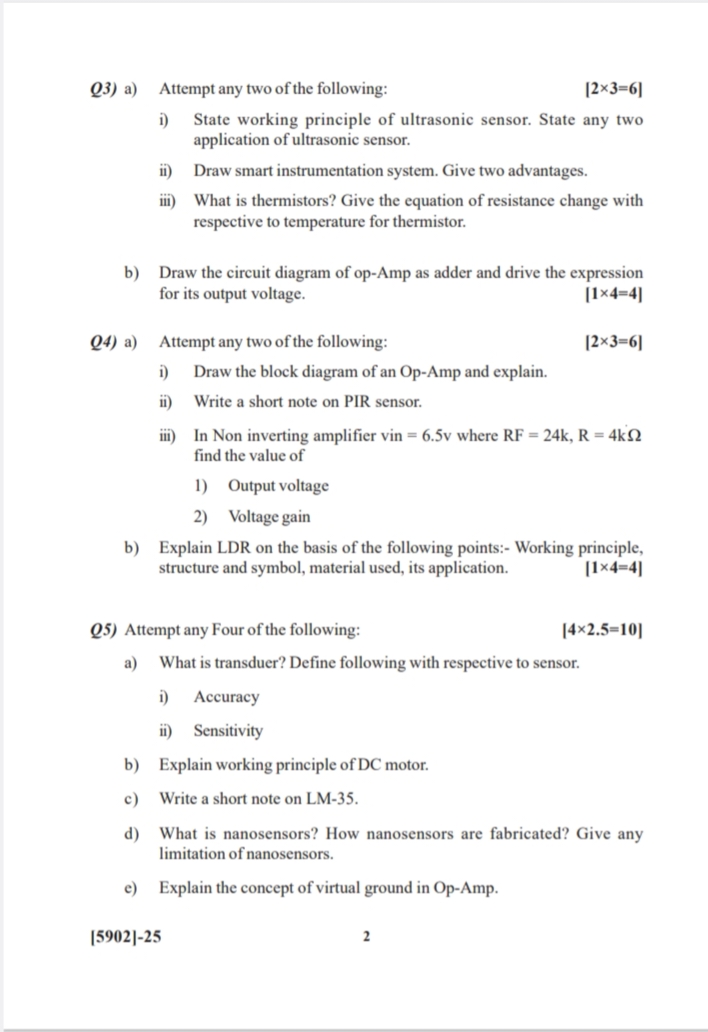 Q3) a) Attempt any two of the following: [2×3=6]
i) State working principle of ultrasonic sensor. State any two
application of ultrasonic sensor.
ii) Draw smart instrumentation system. Give two advantages.
iii) What is thermistors? Give the equation of resistance change with
respective to temperature for thermistor.
b) Draw the circuit diagram of op-Amp as adder and drive the expression
for its output voltage. [1×4=4]
Q4) a) Attempt any two of the following: [2×3=6]
i) Draw the block diagram of an Op-Amp and explain.
ii) Write a short note on PIR sensor.
iii) In Non inverting amplifier vin = 6.5v where RF = 24k, R = 4kΩ
find the value of
1) Output voltage
2) Voltage gain
b) Explain LDR on the basis of the following points:- Working principle,
structure and symbol, material used, its application. [1×4=4]
Q5) Attempt any Four of the following: [4×2.5=10]
a) What is transduer? Define following with respective to sensor.
i) Accuracy
ii) Sensitivity
b) Explain working principle of DC motor.
c) Write a short note on LM-35.
d) What is nanosensors? How nanosensors are fabricated? Give any
limitation of nanosensors.
e) Explain the concept of virtual ground in Op-Amp.
[5902]-25 2